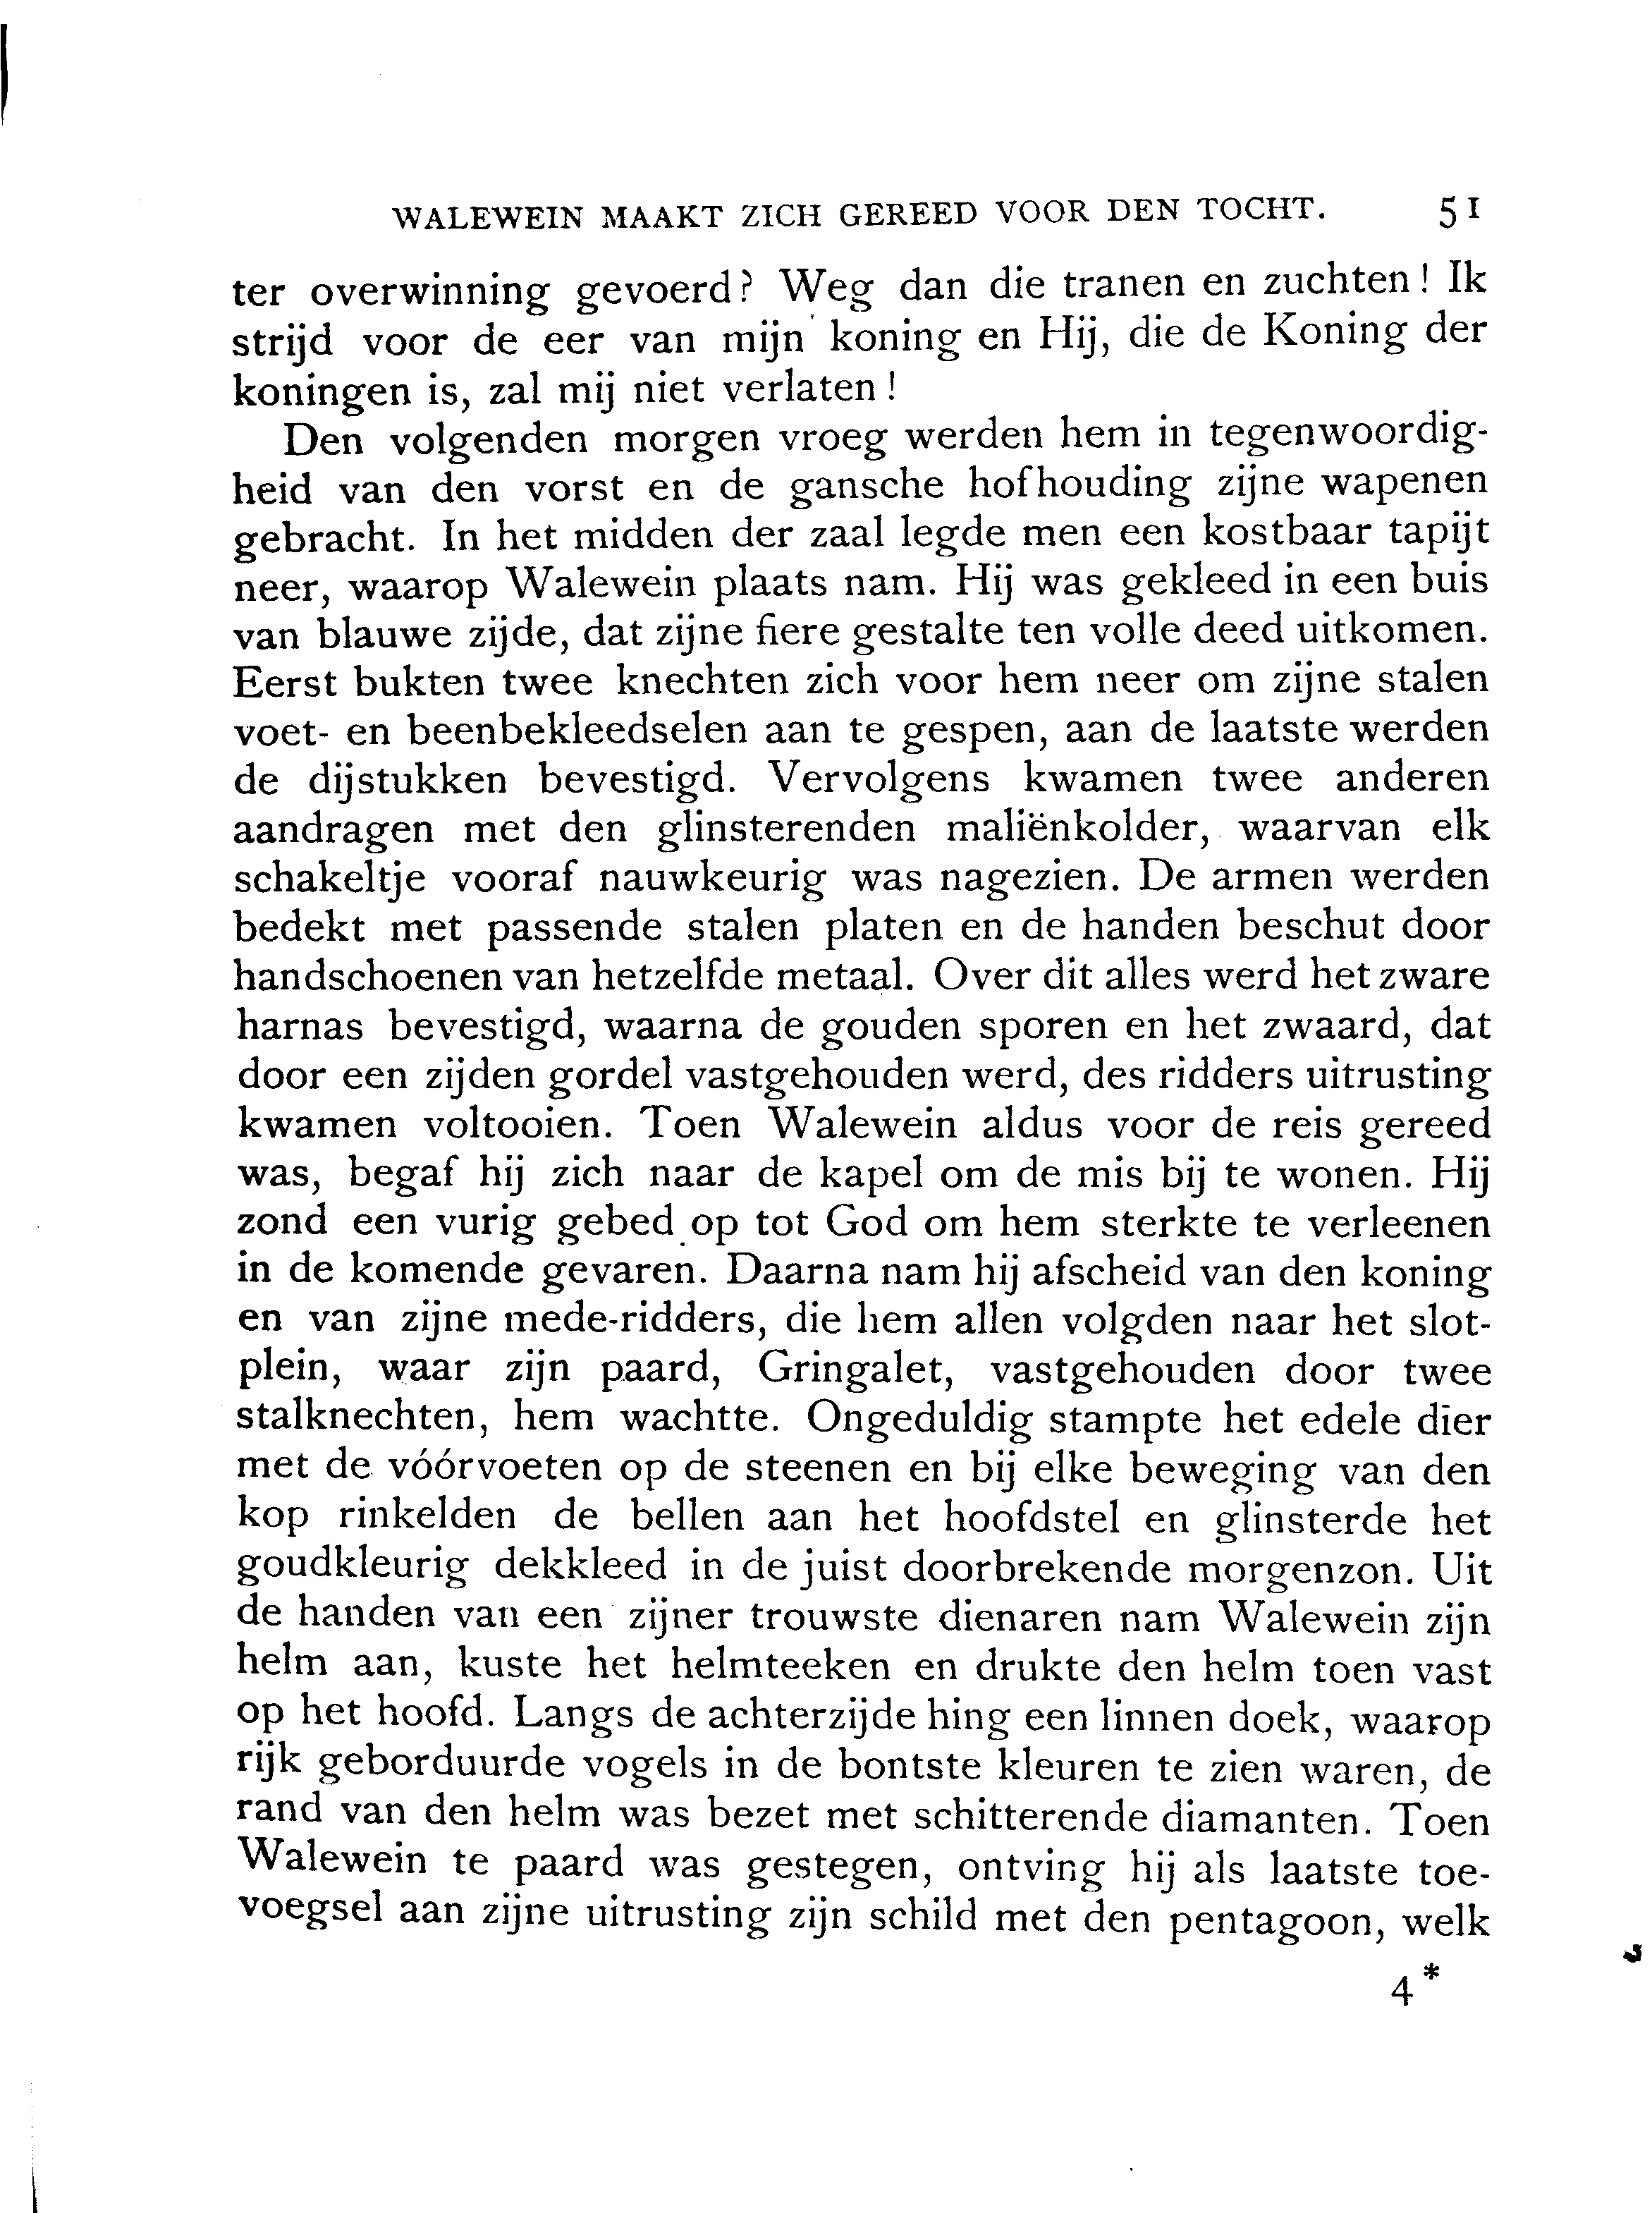 WALEWEIN MAAKT ZICH GEREED VOOR DEN TOCHT. 51
ter overwinning gevoerd? Weg dan die tranen en zuchten! Ik
strijd voor de eer van mijn koning en Hij, die de Koning der
koningen is, zal mij niet verlaten!
Den volgenden morgen vroeg werden hem in tegenwoordig-
heid van den vorst en de gansche hofhouding zijne wapenen
gebracht. In het midden der zaal legde men een kostbaar tapijt
neer, waarop Walewein plaats nam. Hij was gekleed in een buis
van blauwe zijde, dat zijne fiere gestalte ten volle deed uitkomen.
Eerst bukten twee knechten zich voor hem neer om zijne stalen
voet- en beenbekleedselen aan te gespen, aan de laatste werden
de dijstukken bevestigd. Vervolgens kwamen twee anderen
aandragen met den glinsterenden maliënkolder, waarvan elk
schakeltje vooraf nauwkeurig was nagezien. De armen werden
bedekt met passende stalen platen en de handen beschut door
handschoenen van hetzelfde metaal. Over dit alles werd het zware
harnas bevestigd, waarna de gouden sporen en het zwaard, dat
door een zijden gordel vastgehouden werd, des ridders uitrusting
kwamen voltooien. Toen Walewein aldus voor de reis gereed
was, begaf hij zich naar de kapel om de mis bij te wonen. Hij
zond een vurig gebed op tot God om hem sterkte te verleenen
in de komende gevaren. Daarna nam hij afscheid van den koning
en van zijne mede-ridders, die hem allen volgden naar het slot-
plein, waar zijn paard, Gringalet, vastgehouden door twee
stalknechten, hem wachtte. Ongeduldig stampte het edele dier
met de vóórvoeten op de steenen en bij elke beweging van den
kop rinkelden de bellen aan het hoofdstel en glinsterde het
goudkleurig dekkleed in de juist doorbrekende morgenzon. Uit
de handen van een zijner trouwste dienaren nam Walewein zijn
helm aan, kuste het helmteeken en drukte den helm toen vast
op het hoofd. Langs de achterzijde hing een linnen doek, waarop
rijk geborduurde vogels in de bontste kleuren te zien waren, de
rand van den helm was bezet met schitterende diamanten. Toen
Walewein te paard was gestegen, ontving hij als laatste toe-
voegsel aan zijne uitrusting zijn schild met den pentagoon, welk
4*